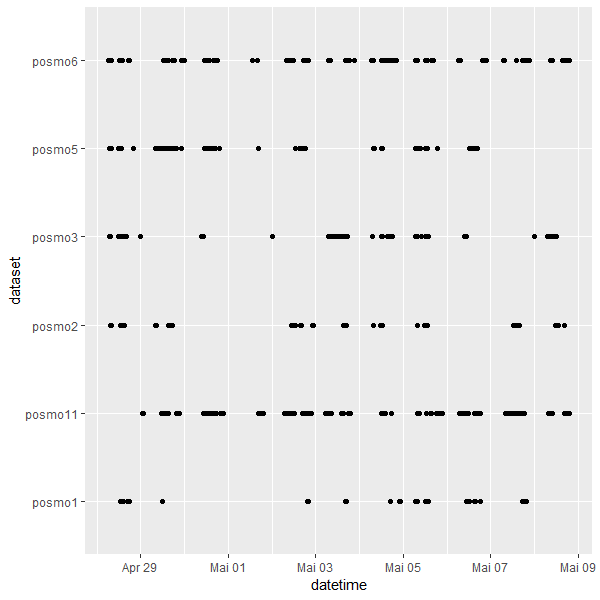 posmo6
posmo5
posmo3
posmo2
posmo11
posmo1
dataset
Apr 29
Mai 01
Mai 03
Mai 05
Mai 07
Mai 09
datetime